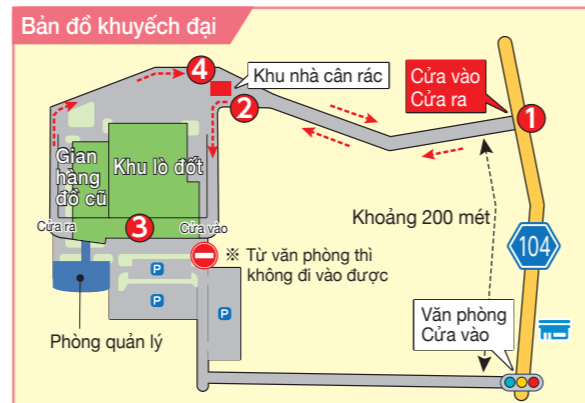 Bản đồ khuyếch đại
4
Khu nhà cân rác
2
Cửa vào
Cửa ra
1
Gian
hàng
đồ cũ
Khu lò đốt
Khoảng 200 mét
Cửa ra
3
Cửa vào
104
※ Từ văn phòng thì
không đi vào được
P
P
P
Phòng quản lý
Văn phòng
Cửa vào